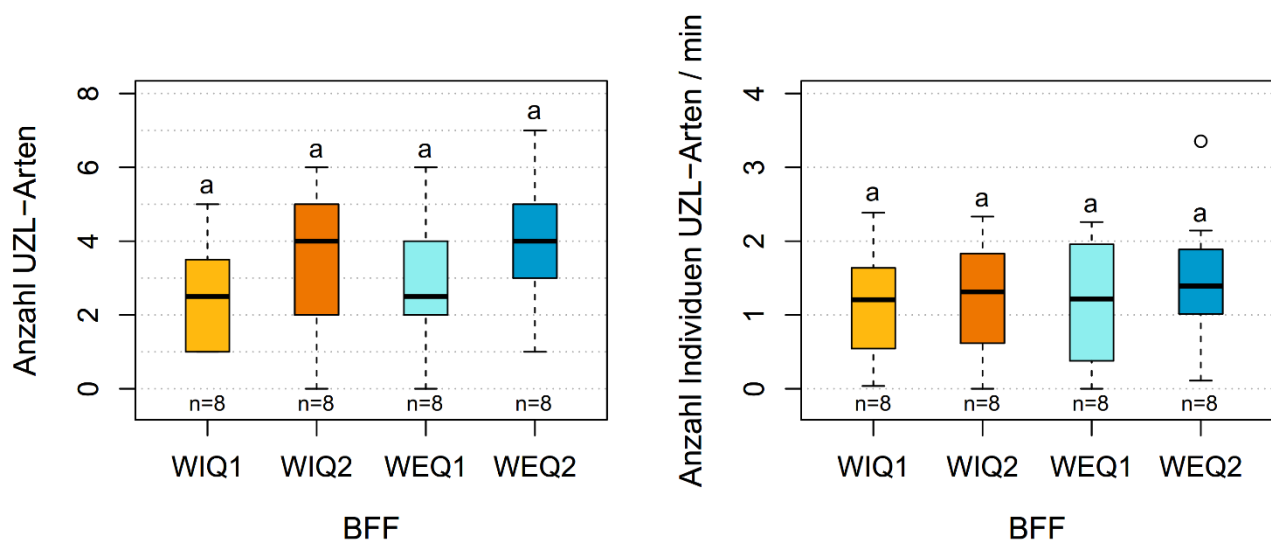 Anzahl UZL−Arten
8
6
4
2
0
a
a
a
a
n=8
n=8
n=8
n=8
WIQ1
WIQ2
WEQ1
WEQ2
BFF
Anzahl Individuen UZL−Arten / min
4
3
2
1
0
a
a
a
a
n=8
n=8
n=8
n=8
WIQ1
WIQ2
WEQ1
WEQ2
BFF